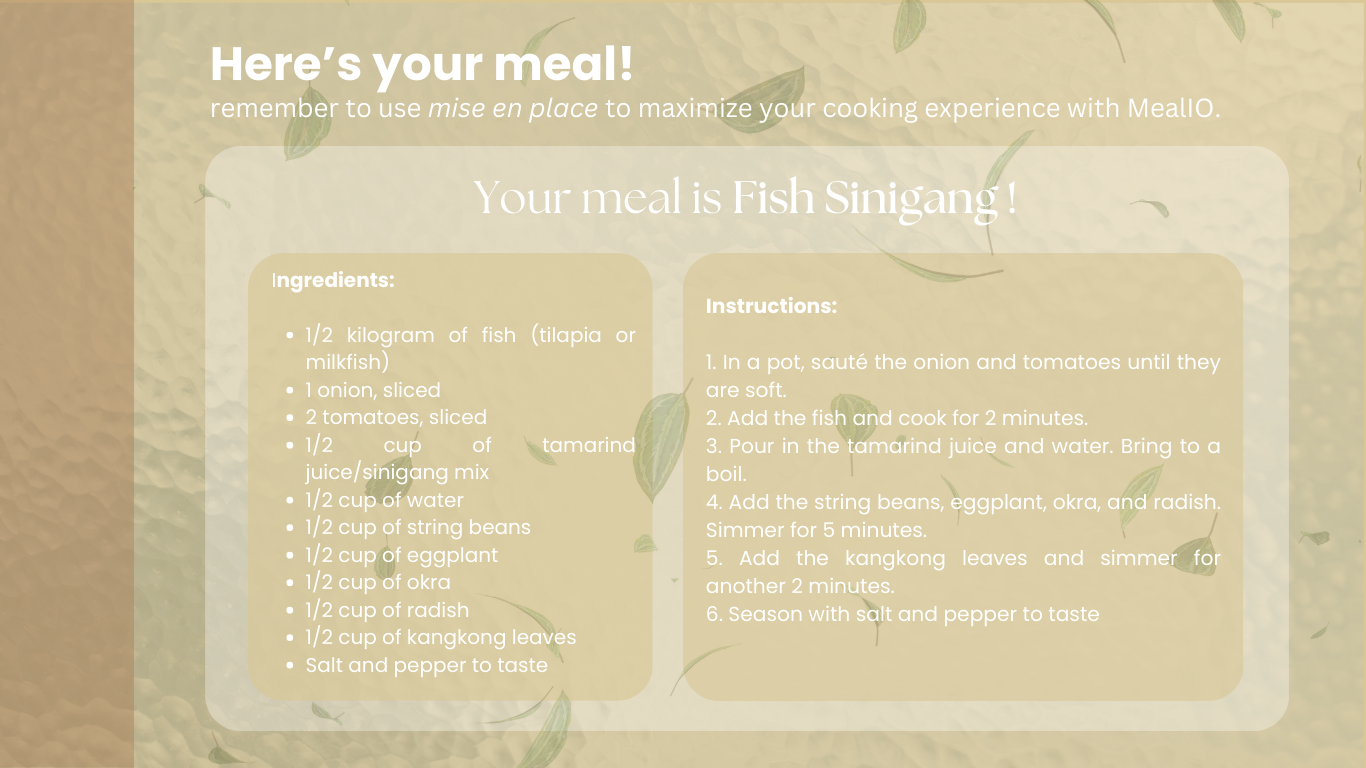 Here’s your meal!
remember to use mise en place to maximize your cooking experience with MealIO.
Your meal is Fish Sinigang !
Ingredients:
• 1/2 kilogram of fish (tilapia or
milkfish)
• 1 onion, sliced
• 2 tomatoes, sliced
• 1/2 cup of tamarind
juice/sinigang mix
• 1/2 cup of water
• 1/2 cup of string beans
• 1/2 cup of eggplant
• 1/2 cup of okra
• 1/2 cup of radish
• 1/2 cup of kangkong leaves
• Salt and pepper to taste
Instructions:
1. In a pot, sauté the onion and tomatoes until they
are soft.
2. Add the fish and cook for 2 minutes.
3. Pour in the tamarind juice and water. Bring to a
boil.
4. Add the string beans, eggplant, okra, and radish.
Simmer for 5 minutes.
5. Add the kangkong leaves and simmer for
another 2 minutes.
6. Season with salt and pepper to taste